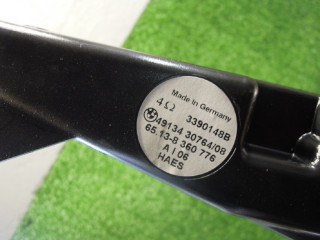 Made In Germany
4Ω 3390148B
49134 30764/08
65.13-8 360 776
A I 06
HAES